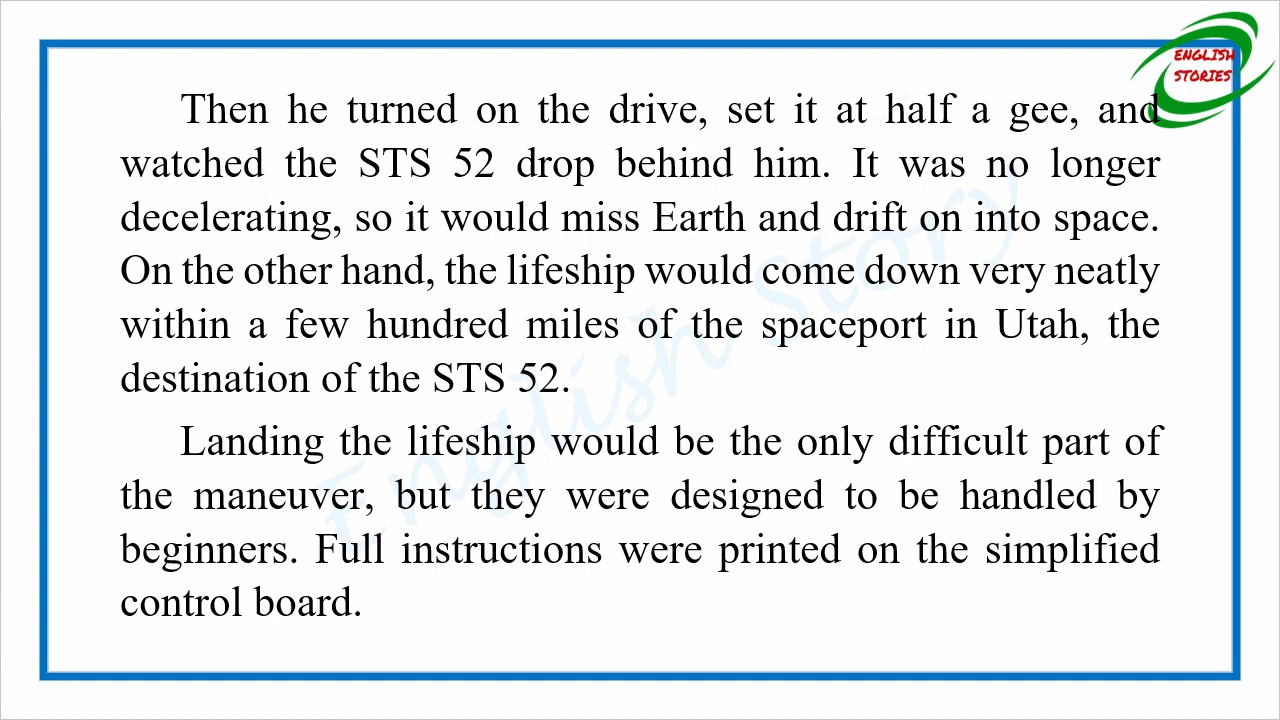 ENGLISH
STORIES
Then he turned on the drive, set it at half a gee, and
watched the STS 52 drop behind him. It was no longer
decelerating, so it would miss Earth and drift on into space.
On the other hand, the lifeship would come down very neatly
within a few hundred miles of the spaceport in Utah, the
destination of the STS 52.
Landing the lifeship would be the only difficult part of
the maneuver, but they were designed to be handled by
beginners. Full instructions were printed on the simplified
control board.
English Story